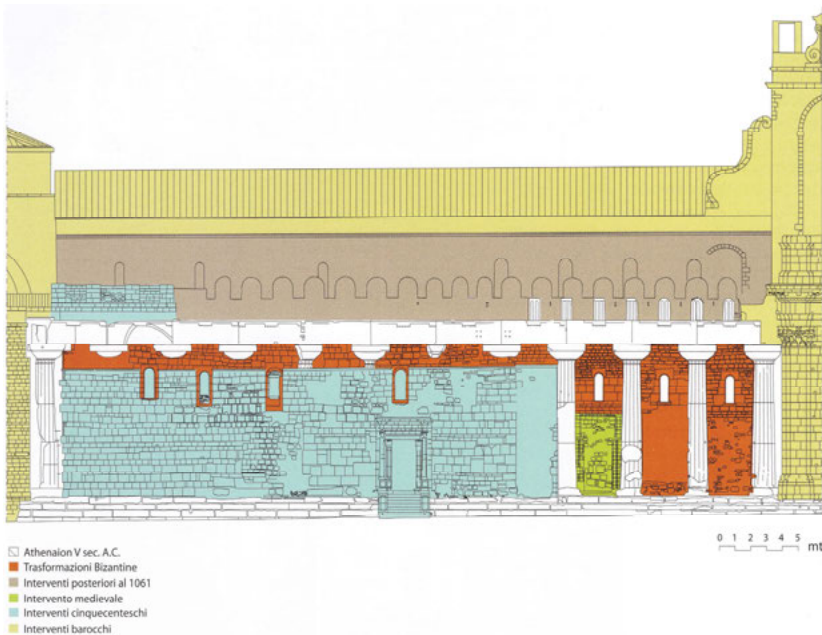 0 1 2 3 4 5 mt
Athenaion V sec. A.C.
Trasformazioni Bizantine
Interventi posteriori al 1061
Intervento medievale
Interventi cinquecenteschi
Interventi barocchi